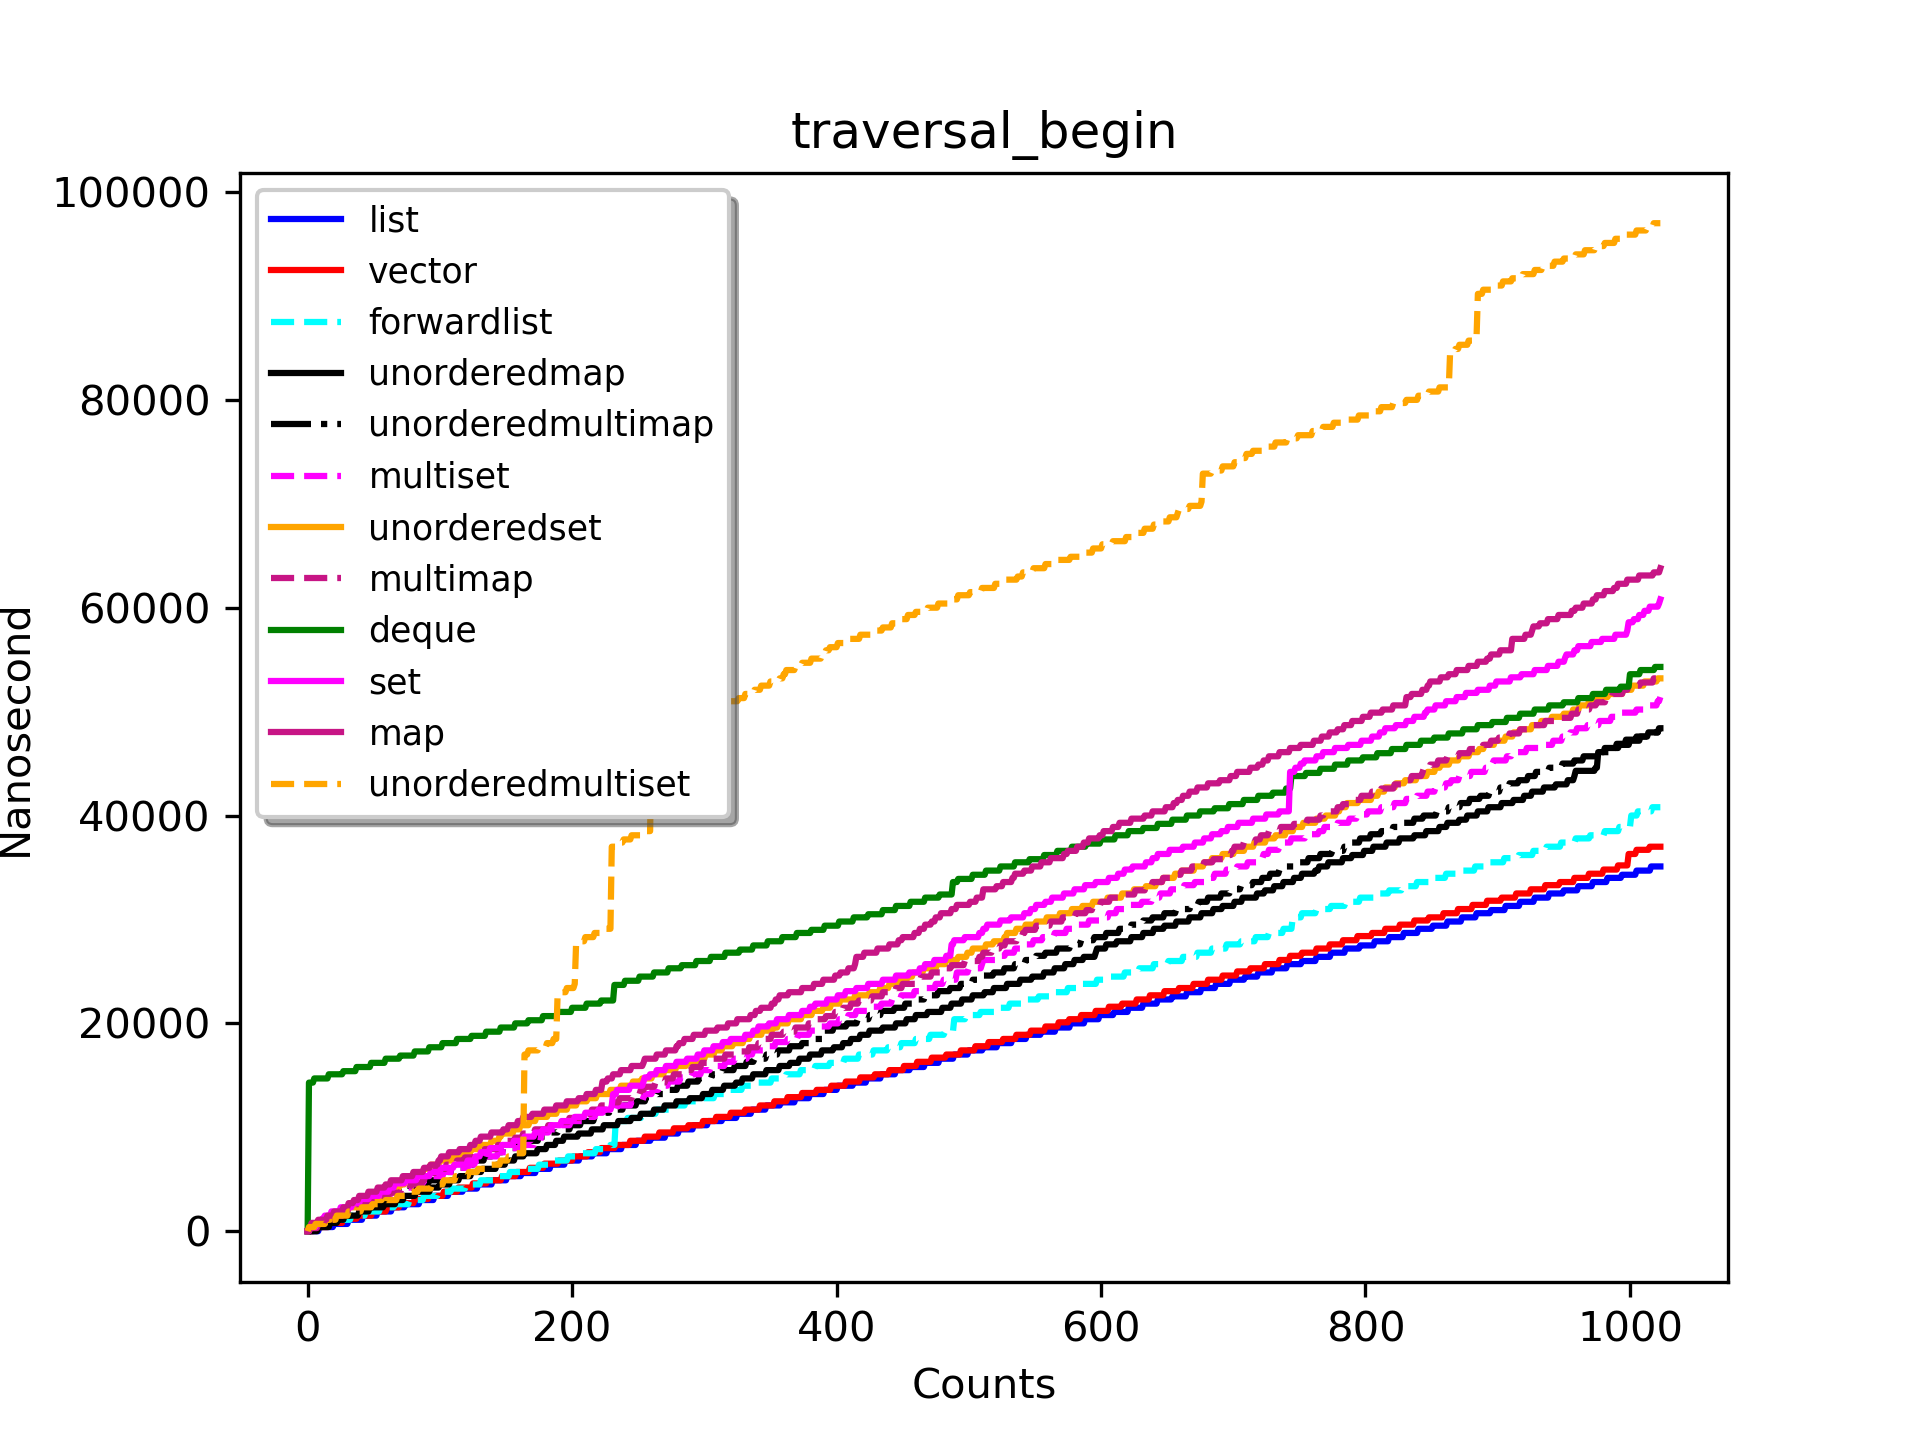 traversal_begin
100000
80000
60000
40000
20000
0
Nanosecond
list
vector
forwardlist
unorderedmap
unorderedmultimap
multiset
unorderedset
multimap
deque
set
map
unorderedmultiset
0 200 400 600 800 1000
Counts